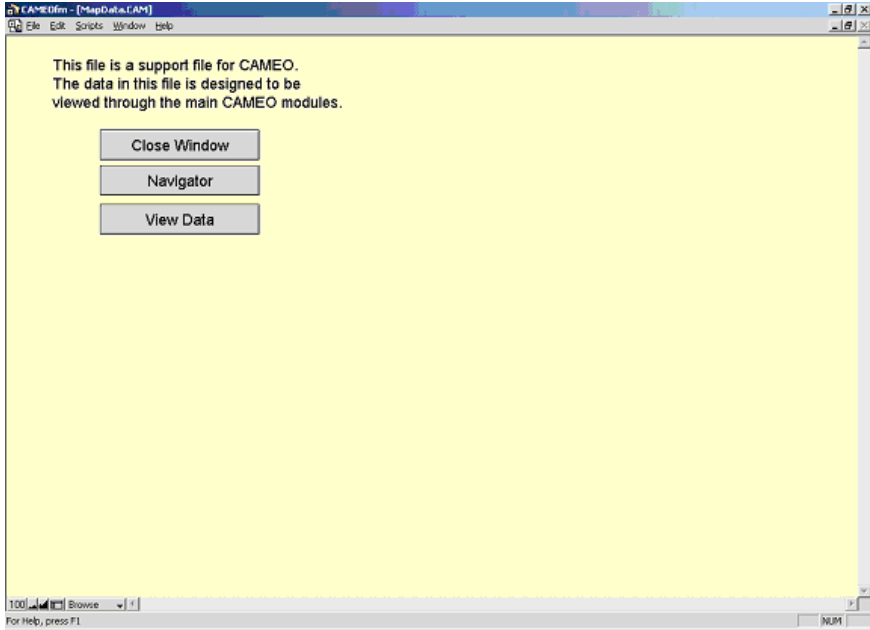 CAMEOfm - [MapData.CAM]
File Edit Scripts Window Help
This file is a support file for CAMEO.
The data in this file is designed to be
viewed through the main CAMEO modules.
Close Window
Navigator
View Data
100 Browse
For Help, press F1
NUM